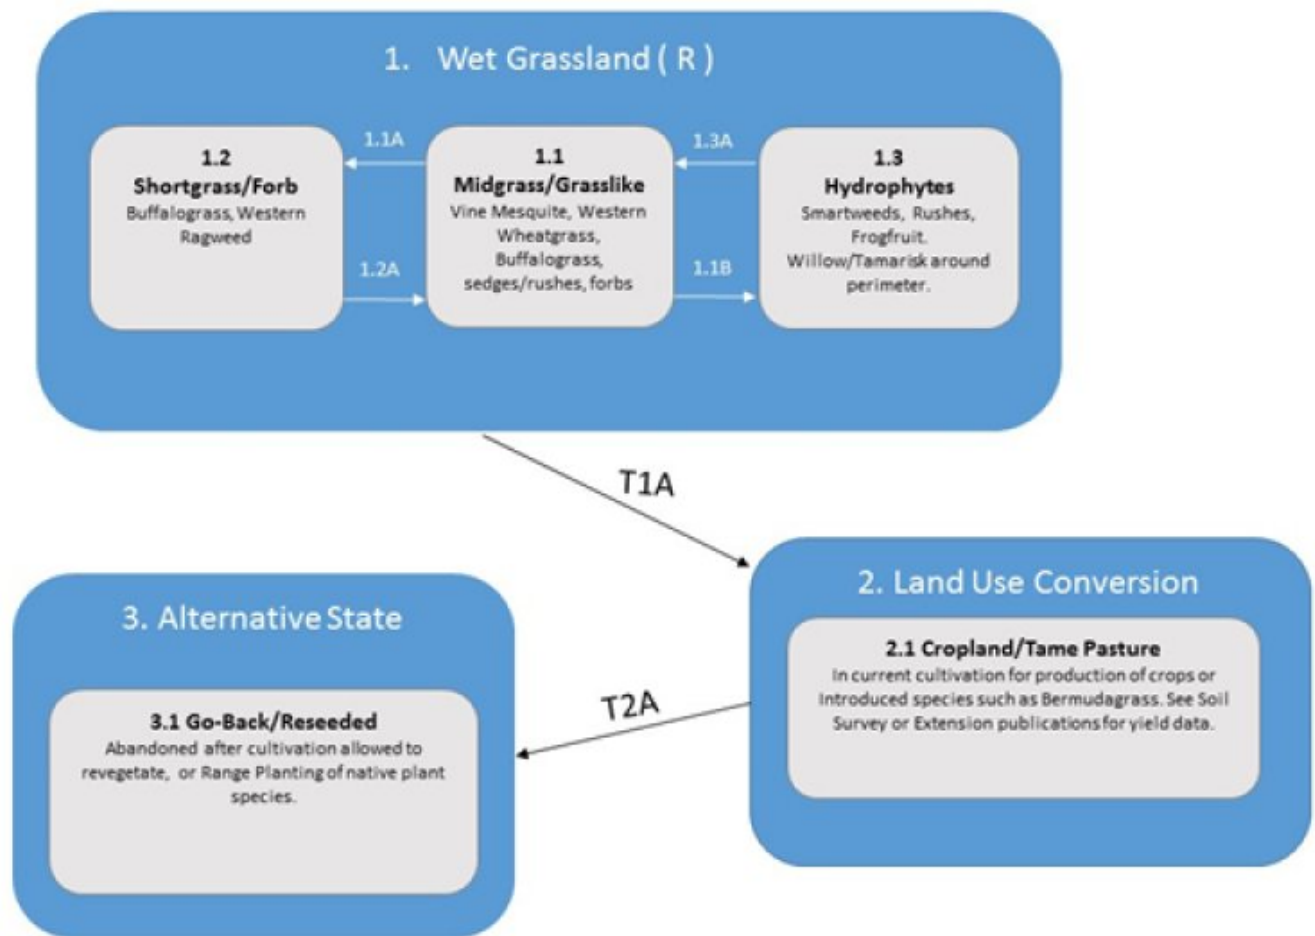 1. Wet Grassland ( R )
1.2
Shortgrass/Forb
Buffalograss, Western
Ragweed
1.1A
1.2A
1.1
Midgrass/Grasslike
Vine Mesquite, Western
Wheatgrass,
Buffalograss,
sedges/rushes, forbs
1.3A
1.1B
1.3
Hydrophytes
Smartweeds, Rushes,
Frogfruit.
Willow/Tamarisk around
perimeter.
T1A
2. Land Use Conversion
2.1 Cropland/Tame Pasture
In current cultivation for production of crops or
Introduced species such as Bermudagrass. See Soil
Survey or Extension publications for yield data.
T2A
3. Alternative State
3.1 Go-Back/Reseeded
Abandoned after cultivation allowed to
revegetate, or Range Planting of native plant
species.